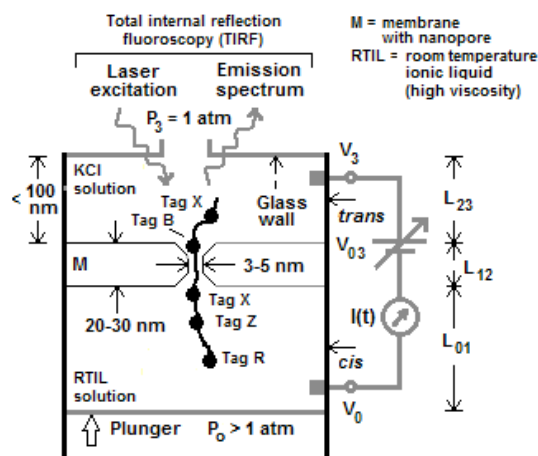 Total internal reflection
fluoroscopy (TIRF)
M = membrane
with nanopore
RTIL = room temperature
ionic liquid
(high viscosity)
Laser
excitation
Emission
spectrum
P3 = 1 atm
KCl
solution
< 100
nm
Tag X
Tag B
Glass
wall
V3
trans
L23
V03
M
3-5 nm
L12
20-30 nm
Tag X
Tag Z
Tag R
I(t)
L01
cis
RTIL
solution
V0
Plunger
Po > 1 atm